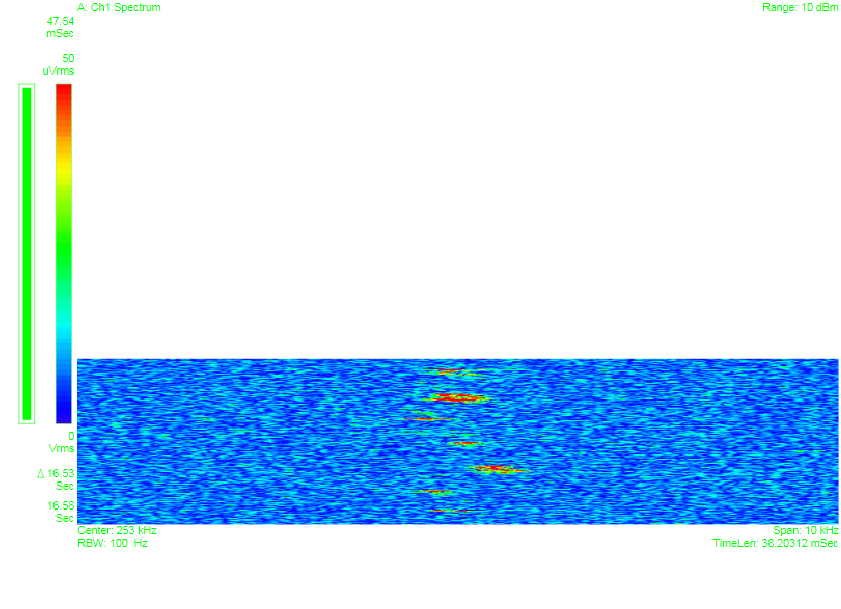 A: Ch1 Spectrum
Range: 10 dBm
47.54
mSec
50
uVrms
0
Vrms
Δ 16.53
Sec
16.56
Sec
Center: 253 kHz
Span: 10 kHz
RBW: 100 Hz
TimeLen: 38.20312 mSec